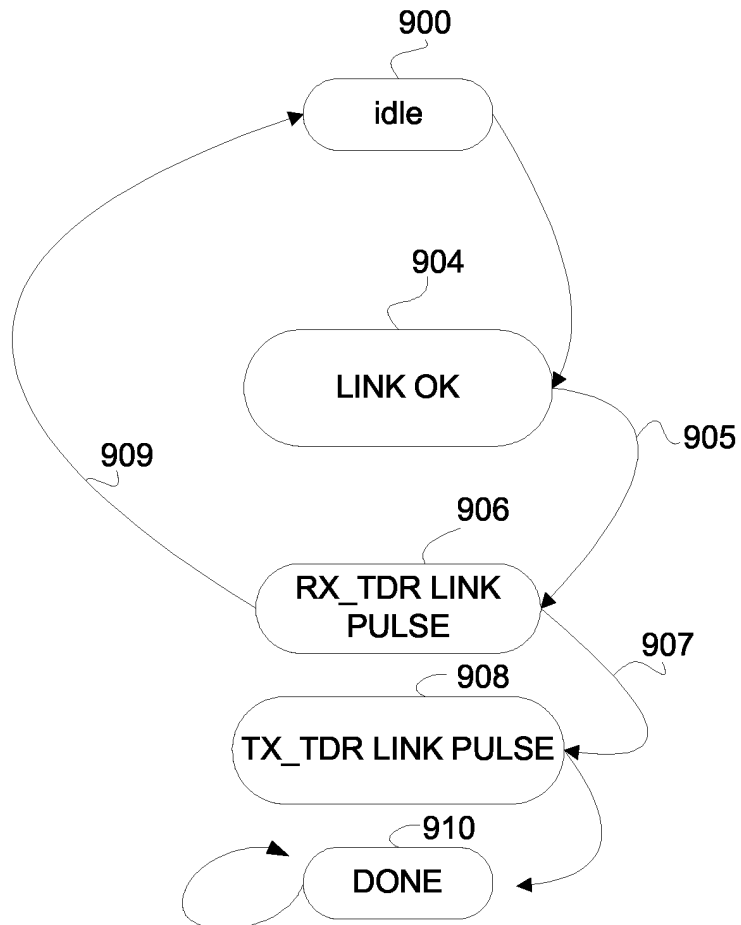 900
idle
904
LINK OK
905
909
906
RX_TDR LINK
PULSE
907
908
TX_TDR LINK PULSE
910
DONE